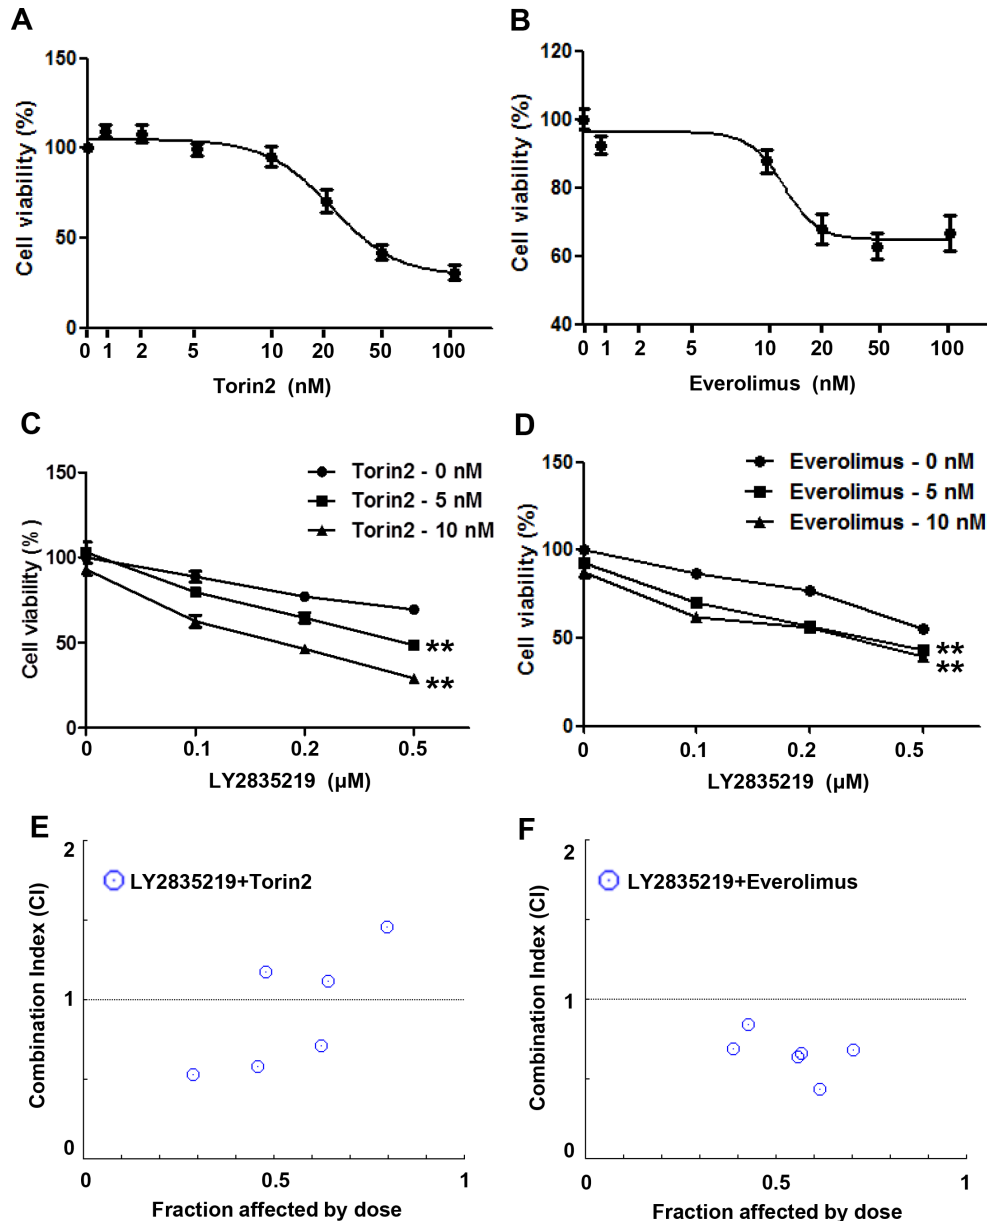 A
B
150
100
50
0
Cell viability (%)
0 1 2 5 10 20 50 100
Torin2 (nM)
120
100
80
60
40
Cell viability (%)
0 1 2 5 10 20 50 100
Everolimus (nM)
C
D
150
100
50
0
Cell viability (% )
Torin2 - 0 nM
Torin2 - 5 nM
Torin2 - 10 nM
**
**
0 0.1 0.2 0.5
LY2835219 (μM)
150
100
50
0
Cell viability (%)
Everolimus - 0 nM
Everolimus - 5 nM
Everolimus - 10 nM
**
**
0 0.1 0.2 0.5
LY2835219 (μM)
E
F
2
1
0
Combination Index (CI)
LY2835219+Torin2
0 0.5 1
Fraction affected by dose
2
1
0
Combination Index (CI)
LY2835219+Everolimus
0 0.5 1
Fraction affected by dose